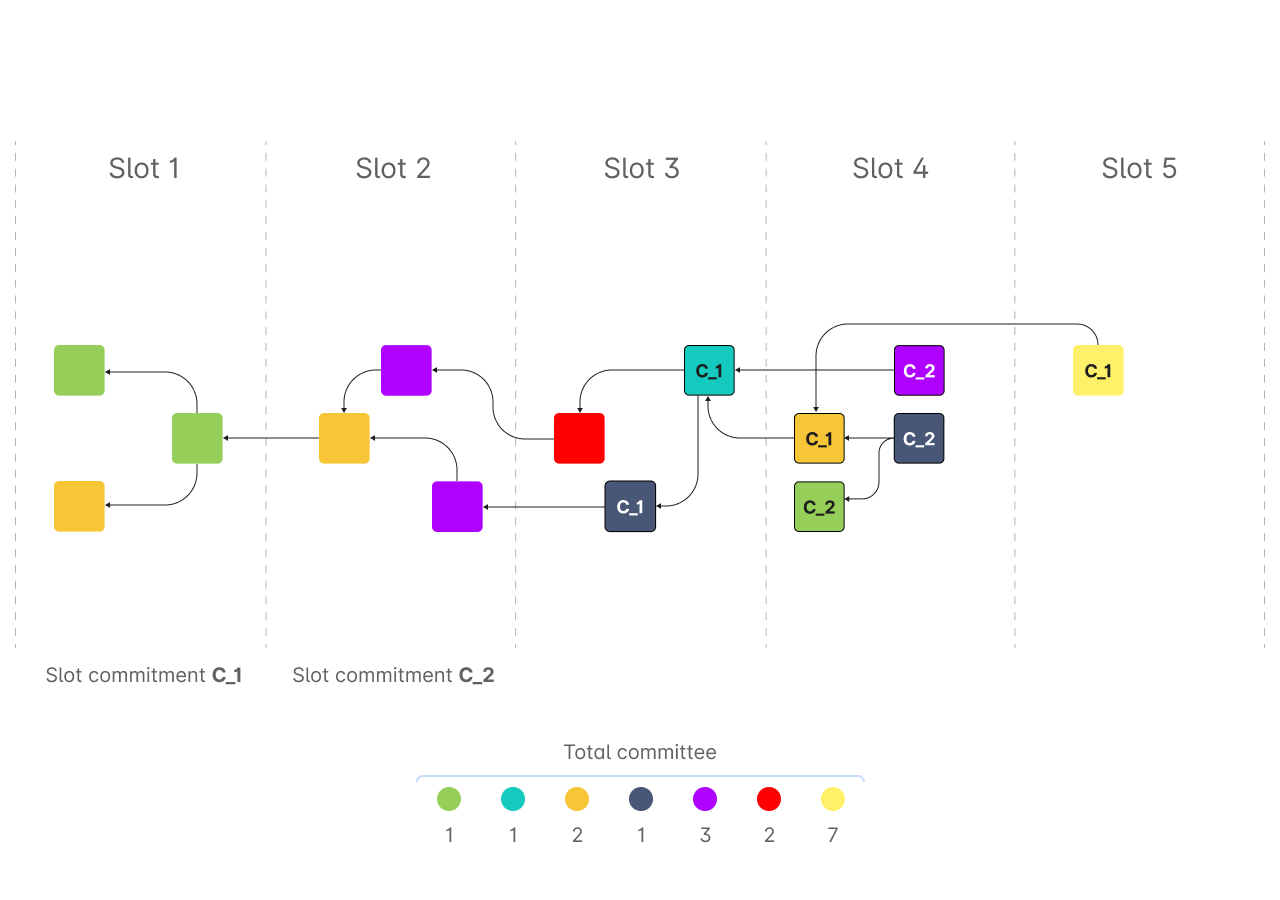 Slot 1
Slot 2
Slot 3
Slot 4
Slot 5
C_1
C_2
C_1
C_1
C_2
C_1
C_2
Slot commitment C_1
Slot commitment C_2
Total committee
1
1
2
1
3
2
7